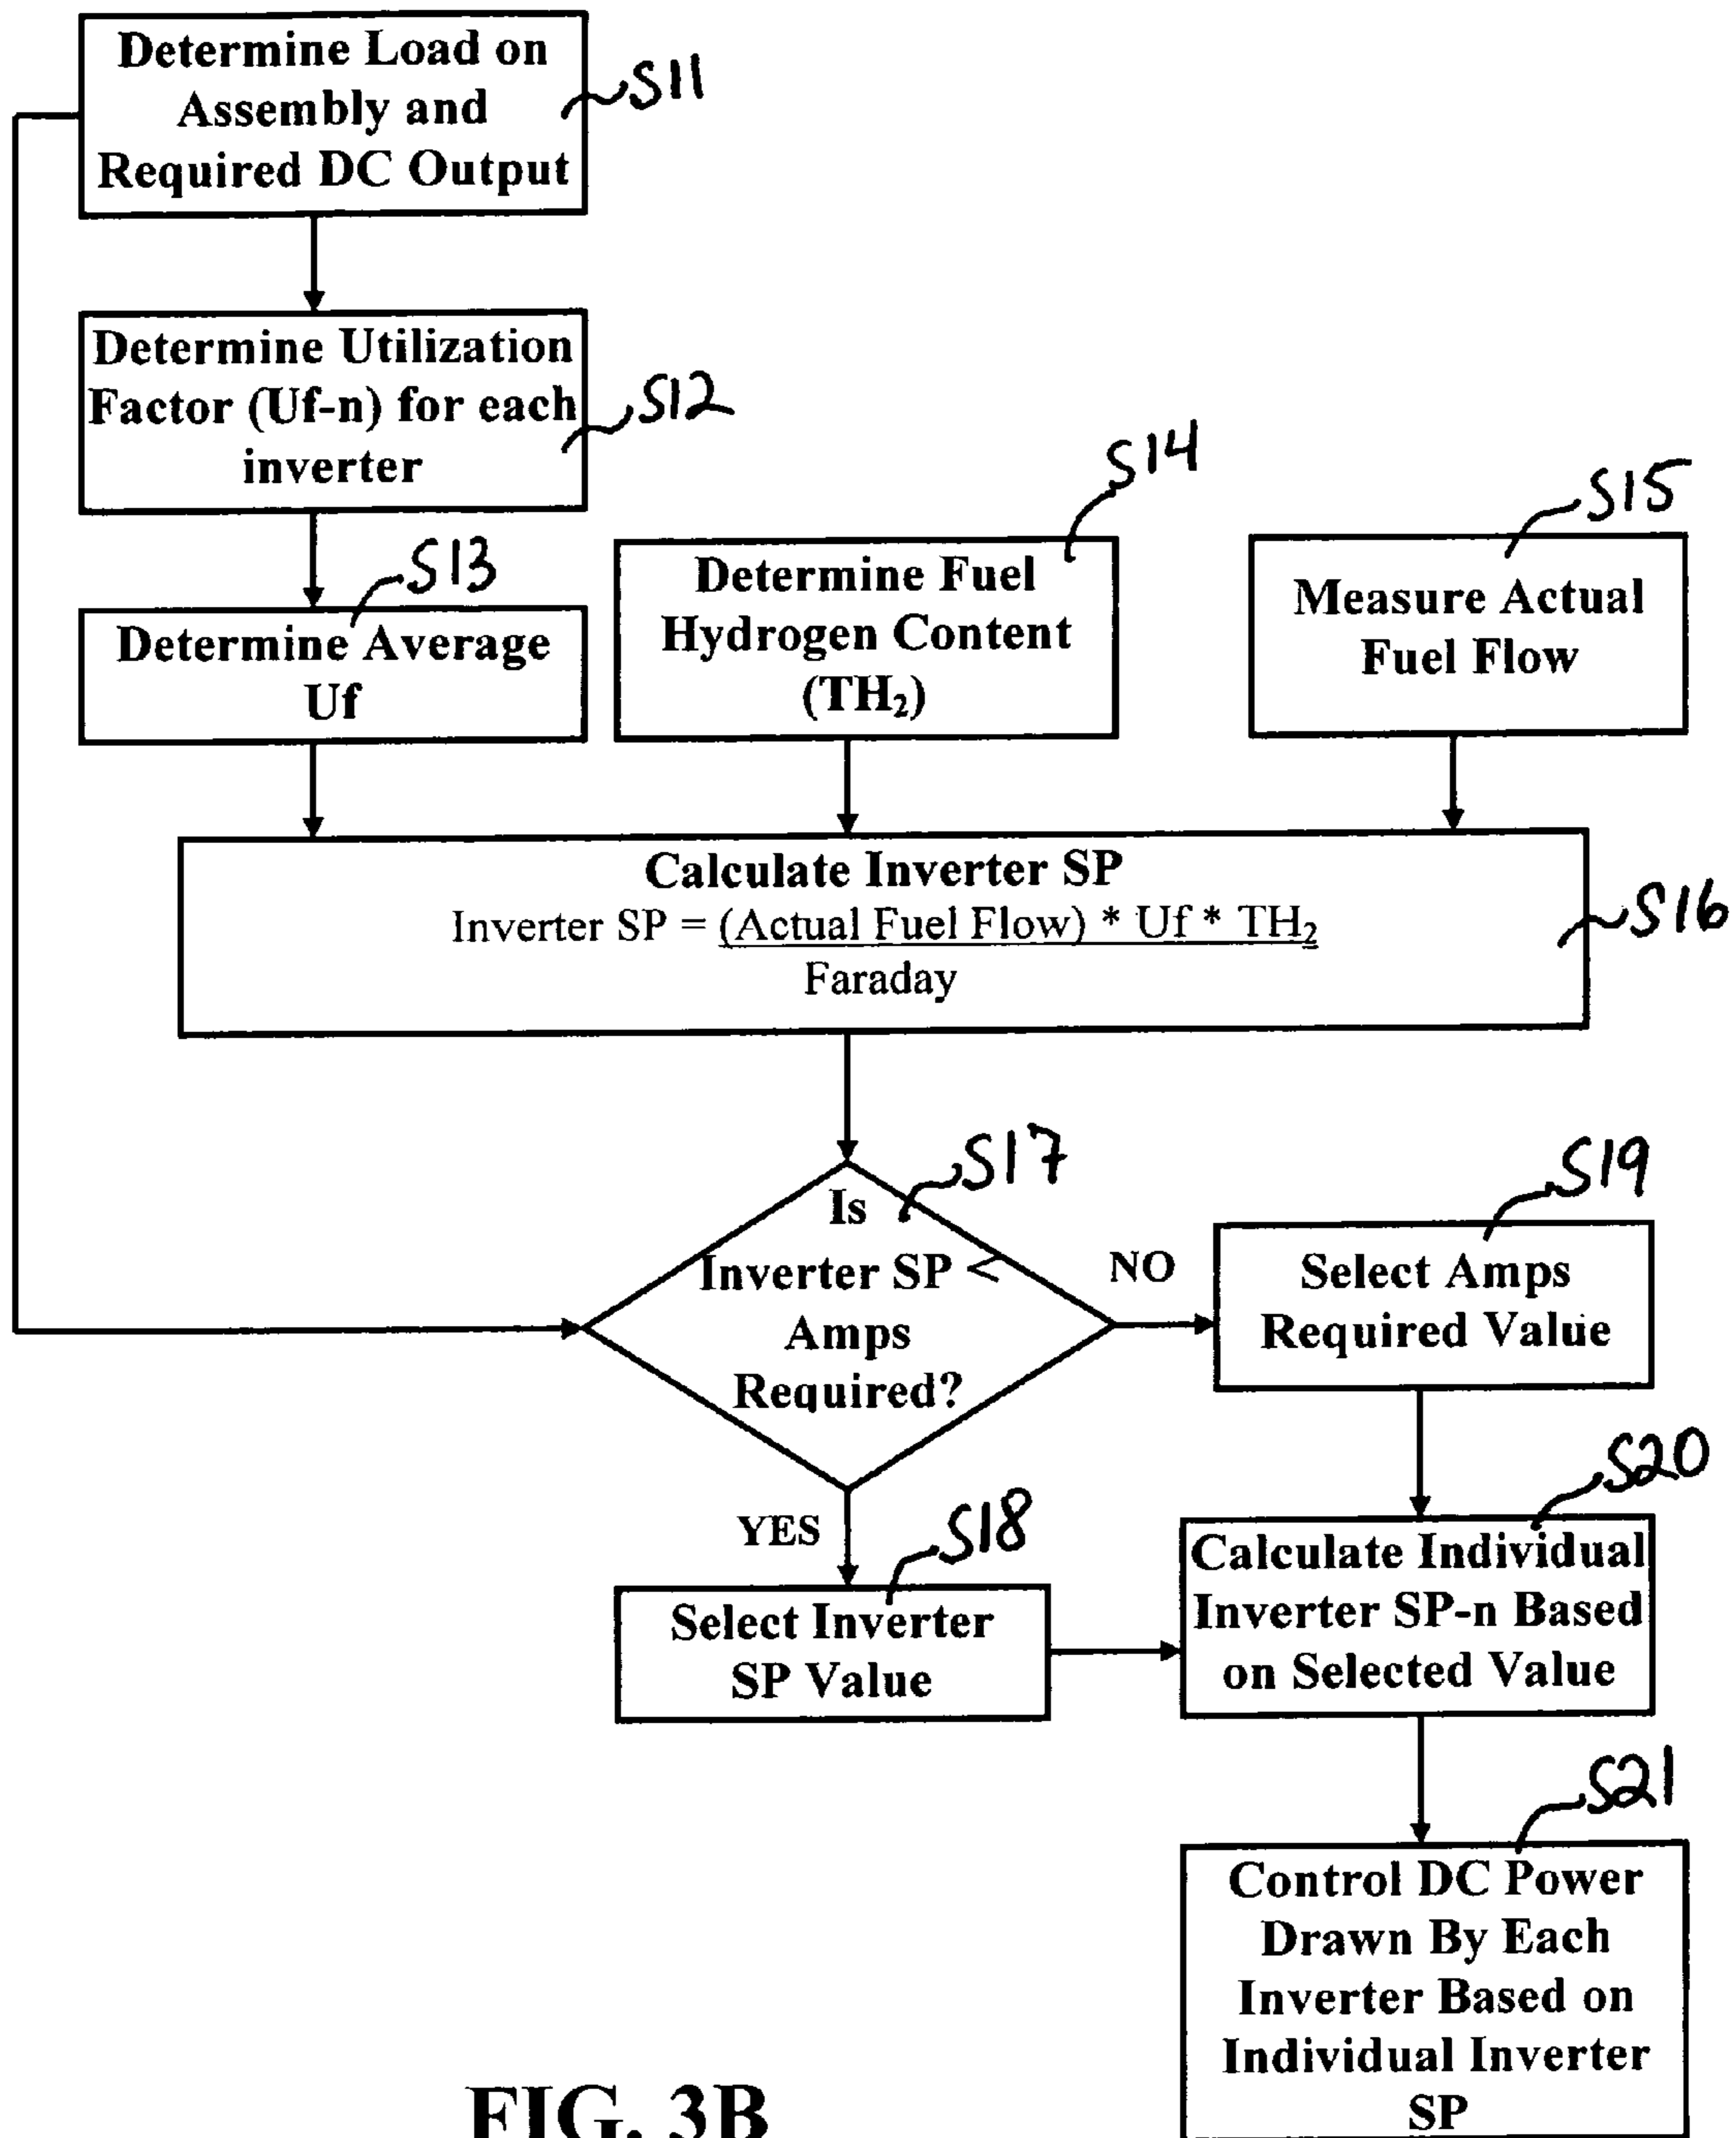 Determine Load on
Assembly and
Required DC Output
S11
Determine Utilization
Factor (Uf-n) for each
inverter
S12
S13
Determine Average
Uf
S14
Determine Fuel
Hydrogen Content
(TH₂)
S15
Measure Actual
Fuel Flow
Calculate Inverter SP
Inverter SP = (Actual Fuel Flow) * Uf * TH₂
Faraday
S16
S17
Is
Inverter SP <
Amps
Required?
NO
YES
S19
Select Amps
Required Value
S18
Select Inverter
SP Value
S20
Calculate Individual
Inverter SP-n Based
on Selected Value
S21
Control DC Power
Drawn By Each
Inverter Based on
Individual Inverter
SP
FIG. 3B